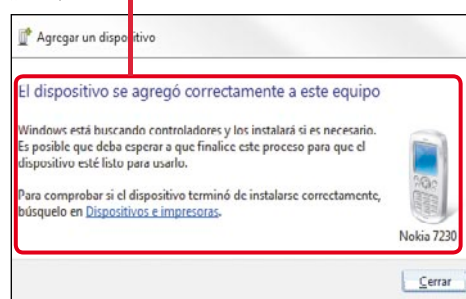 Agregar un dispositivo
El dispositivo se agregó correctamente a este equipo
Windows está buscando controladores y los instalará si es necesario.
Es posible que deba esperar a que finalice este proceso para que el
dispositivo esté listo para usarlo.
Para comprobar si el dispositivo terminó de instalarse correctamente,
búsquelo en Dispositivos e impresoras.
Nokia 7230
Cerrar